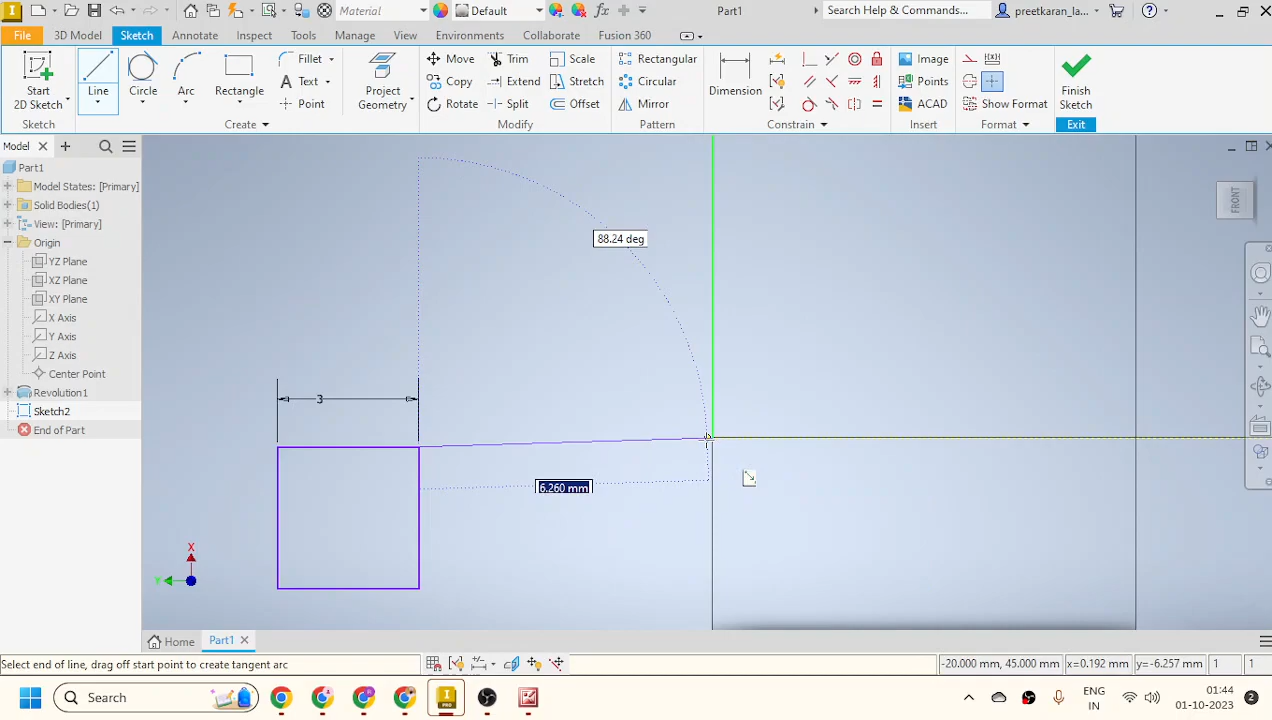 Material
Default
Part1
Search Help & Commands...
preetkaran_la...
File
3D Model
Sketch
Annotate
Inspect
Tools
Manage
View
Environments
Collaborate
Fusion 360
Start
2D Sketch
Line
Circle
Arc
Rectangle
Fillet
Text
Point
Project
Geometry
Move
Copy
Rotate
Trim
Extend
Split
Scale
Stretch
Offset
Rectangular
Circular
Mirror
Dimension
Image
Points
ACAD
Show Format
Finish
Sketch
Sketch
Create
Modify
Pattern
Constrain
Insert
Format
Exit
Model
Part1
Model States: [Primary]
Solid Bodies(1)
View: [Primary]
Origin
YZ Plane
XZ Plane
XY Plane
X Axis
Y Axis
Z Axis
Center Point
Revolution1
Sketch2
End of Part
88.24 deg
3
6.260 mm
FRONT
X
Y
Home
Part1
Select end of line, drag off start point to create tangent arc
-20.000 mm, 45.000 mm
x=0.192 mm
y=-6.257 mm
1
1
Search
ENG
IN
01:44
01-10-2023
2